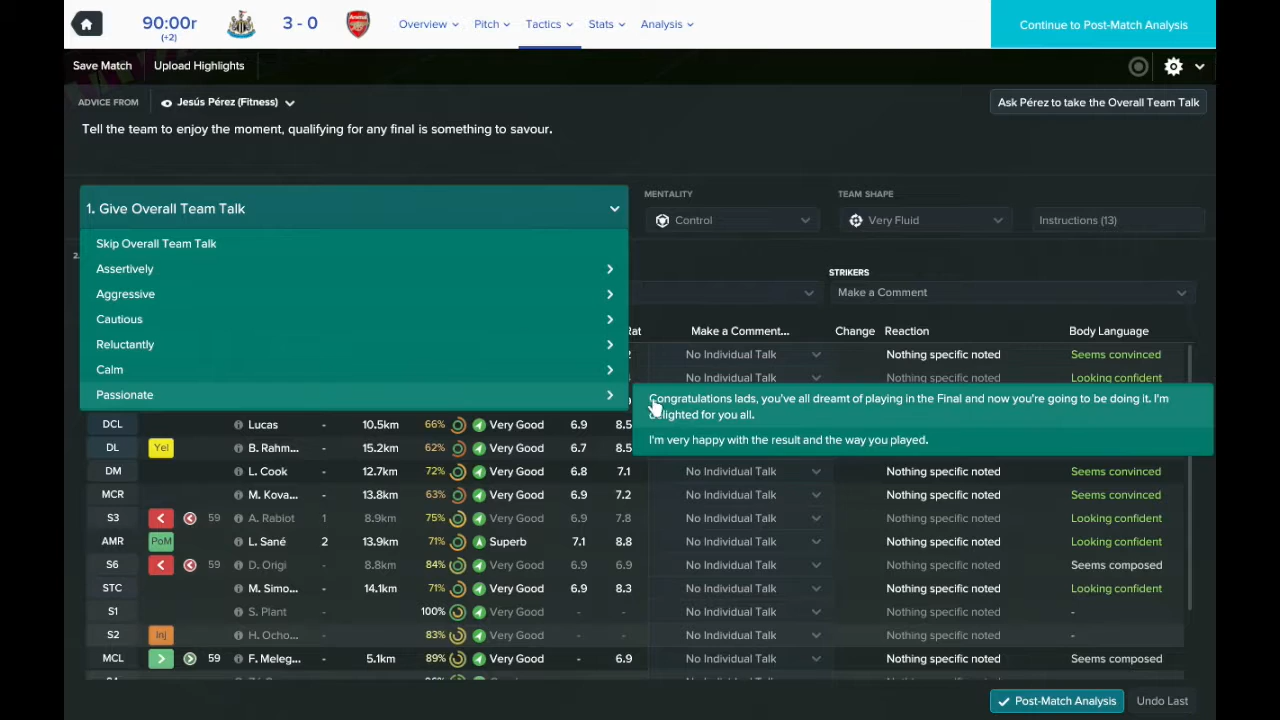 90:00r
(+2)
3 - 0
Overview Pitch Tactics Stats Analysis
Continue to Post-Match Analysis
Save Match Upload Highlights
ADVICE FROM Jesús Pérez (Fitness)
Ask Pérez to take the Overall Team Talk
Tell the team to enjoy the moment, qualifying for any final is something to savour.
1. Give Overall Team Talk
MENTALITY
Control
TEAM SHAPE
Very Fluid
Instructions (13)
Skip Overall Team Talk
Assertively
Aggressive
Cautious
Reluctantly
Calm
Passionate
2.
STRIKERS
Make a Comment
Make a Comment... Change Reaction Body Language
No Individual Talk Nothing specific noted Seems convinced
No Individual Talk Nothing specific noted Looking confident
Congratulations leds, you've all dreamt of playing in the Final and now you're going to be doing it. I'm
delighted for you all.
I'm very happy with the result and the way you played.
DCL Lucas - 10.5km 66% Very Good 6.9 8.5
DL Yel B. Rahm... - 15.2km 62% Very Good 6.7 8.5
DM L. Cook - 12.7km 72% Very Good 6.8 7.1 No Individual Talk Nothing specific noted Seems convinced
MCR M. Kova... - 13.8km 63% Very Good 6.9 7.2 No Individual Talk Nothing specific noted Seems convinced
S3 59 A. Rabiot 1 8.9km 75% Very Good 6.9 7.8 No Individual Talk Nothing specific noted Looking confident
AMR PoM L. Sané 2 13.9km 71% Superb 7.1 8.8 No Individual Talk Nothing specific noted Looking confident
S6 59 D. Origi - 8.8km 84% Very Good 6.9 6.9 No Individual Talk Nothing specific noted Seems composed
STC M. Simo... - 14.1km 71% Very Good 6.9 8.3 No Individual Talk Nothing specific noted Looking confident
S1 S. Plant - 100% Very Good - - No Individual Talk Nothing specific noted -
S2 Inj H. Ocho... - 83% Very Good - - No Individual Talk Nothing specific noted -
MCL 59 F. Meleg... - 5.1km 89% Very Good - 6.9 No Individual Talk Nothing specific noted Seems composed
Post-Match Analysis Undo Last